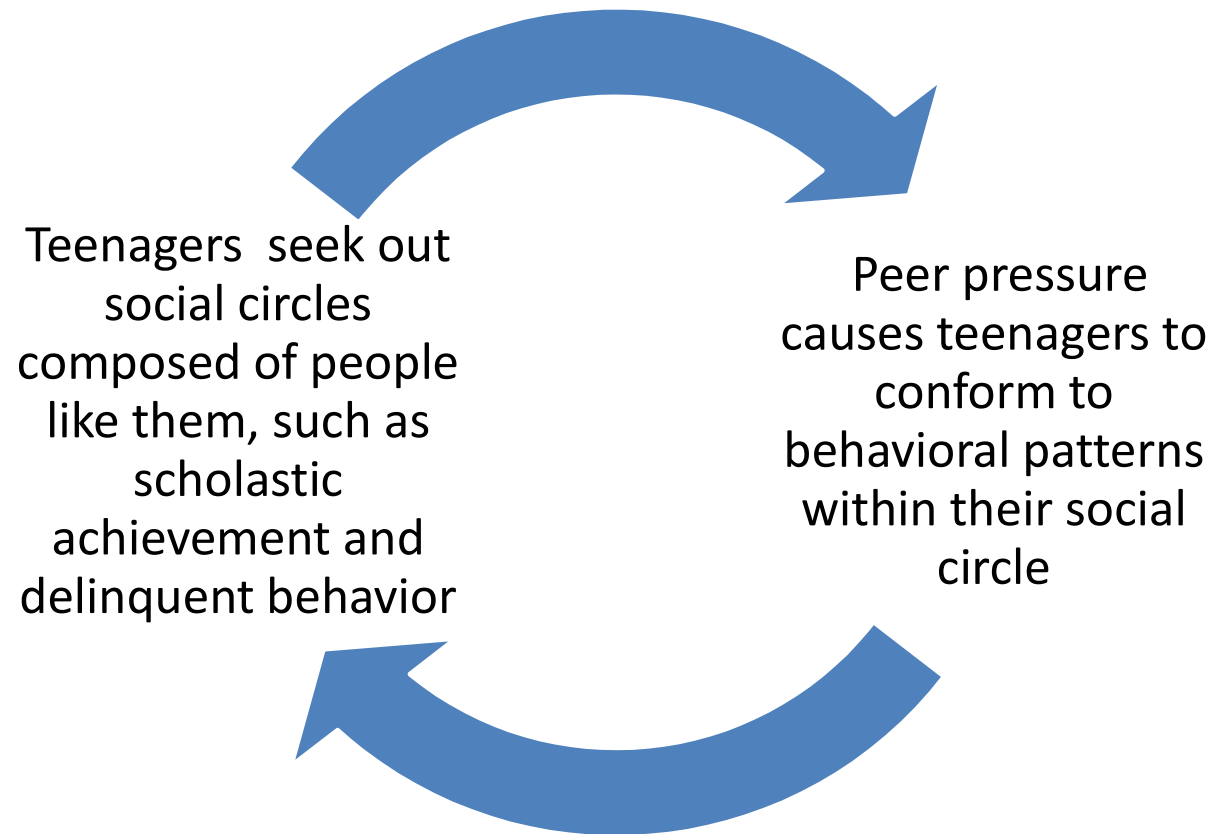 Teenagers  seek out
social circles
composed of people
like them, such as
scholastic
achievement and
delinquent behavior
Peer pressure
causes teenagers to
conform to
behavioral patterns
within their social
circle